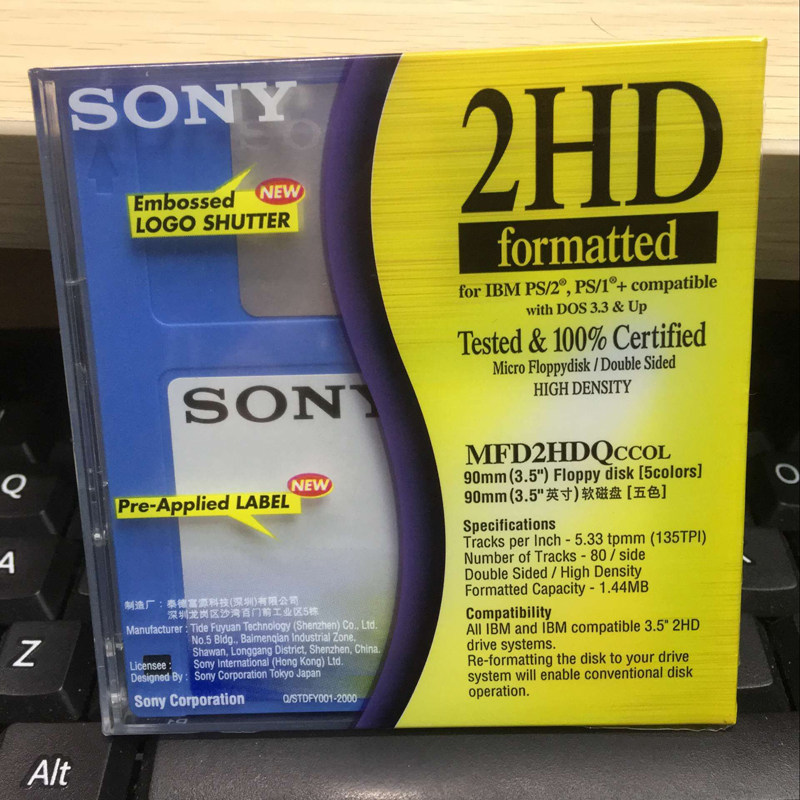 SONY
Embossed NEW
LOGO SHUTTER
SONY
Pre-Applied LABEL NEW
制造厂：泰德富源科技(深圳)有限公司
深圳龙岗区沙湾百门前工业区5栋
Manufacturer : Tide Fuyuan Technology (Shenzhen) Co., Ltd.
No.5 Bldg., Baimenqian Industrial Zone,
Shawan, Longgang District, Shenzhen, China.
Licensee : Sony International (Hong Kong) Ltd.
Designed By : Sony Corporation Tokyo Japan
Sony Corporation Q/STDFY001-2000
2HD
formatted
for IBM PS/2®, PS/1®+ compatible
with DOS 3.3 & Up
Tested & 100% Certified
Micro Floppydisk / Double Sided
HIGH DENSITY
MFD2HDQCCOL
90mm (3.5") Floppy disk [5colors]
90mm (3.5"英寸) 软磁盘 [五色]
Specifications
Tracks per Inch - 5.33 tpmm (135TPI)
Number of Tracks - 80 / side
Double Sided / High Density
Formatted Capacity - 1.44MB
Compatibility
All IBM and IBM compatible 3.5" 2HD
drive systems.
Re-formatting the disk to your drive
system will enable conventional disk
operation.
Q
A
Z
Alt
O